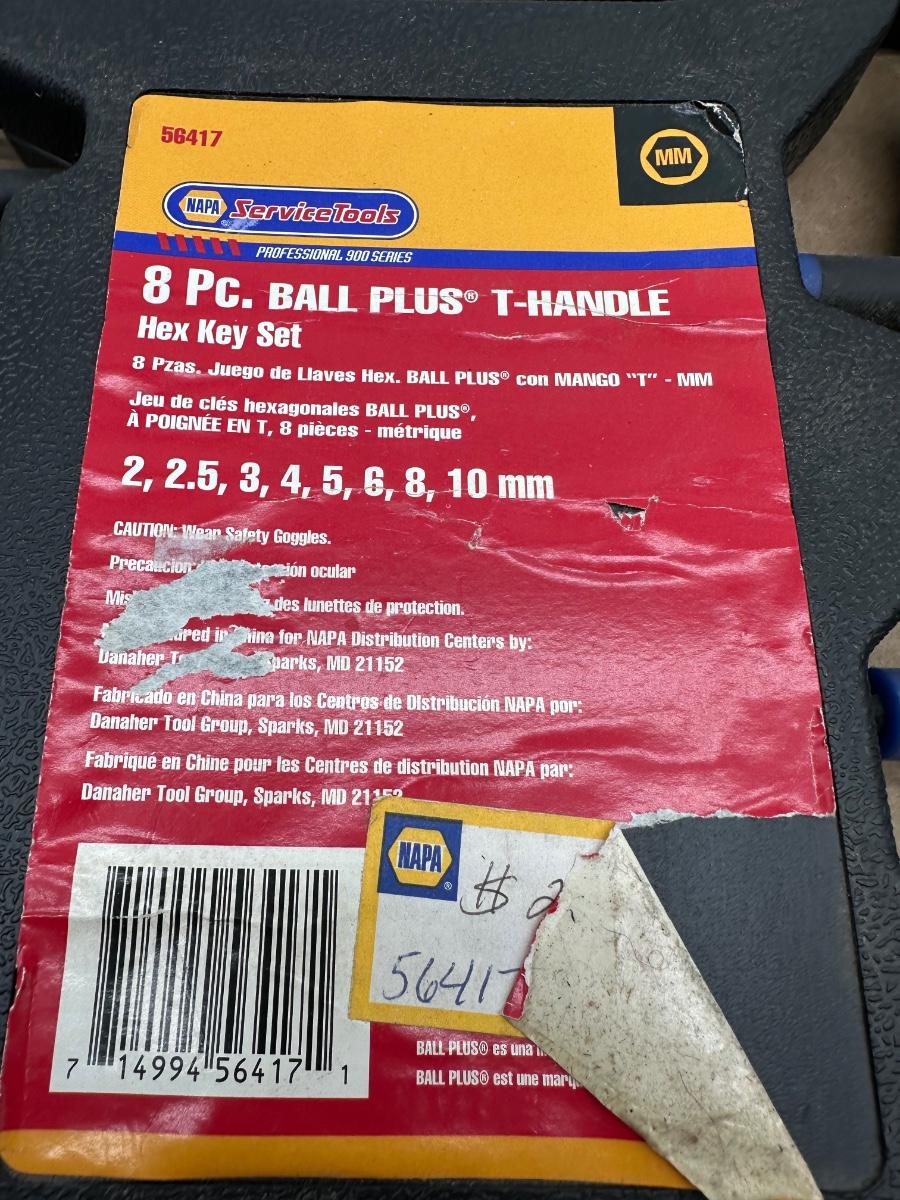 56417
MM
NAPA ServiceTools
PROFESSIONAL 900 SERIES
8 Pc. BALL PLUS® T-HANDLE
Hex Key Set
8 Pzas. Juego de Llaves Hex. BALL PLUS® con MANGO "T" - MM
Jeu de clés hexagonales BALL PLUS®,
À POIGNÉE EN T, 8 pièces - métrique
2, 2.5, 3, 4, 5, 6, 8, 10 mm
CAUTION: Wear Safety Goggles.
ocular
des lunettes de protection.
in China for NAPA Distribution Centers by:
Danaher MD 21152
Fabricado en China para los Centros de Distribución NAPA por:
Danaher Tool Group, Sparks, MD 21152
Fabriqué en Chine pour les Centres de distribution NAPA par:
Danaher Tool Group, Sparks, MD 21152
NAPA®
$ 2
5641
7 14994 56417 1
BALL PLUS® es una
BALL PLUS® est une